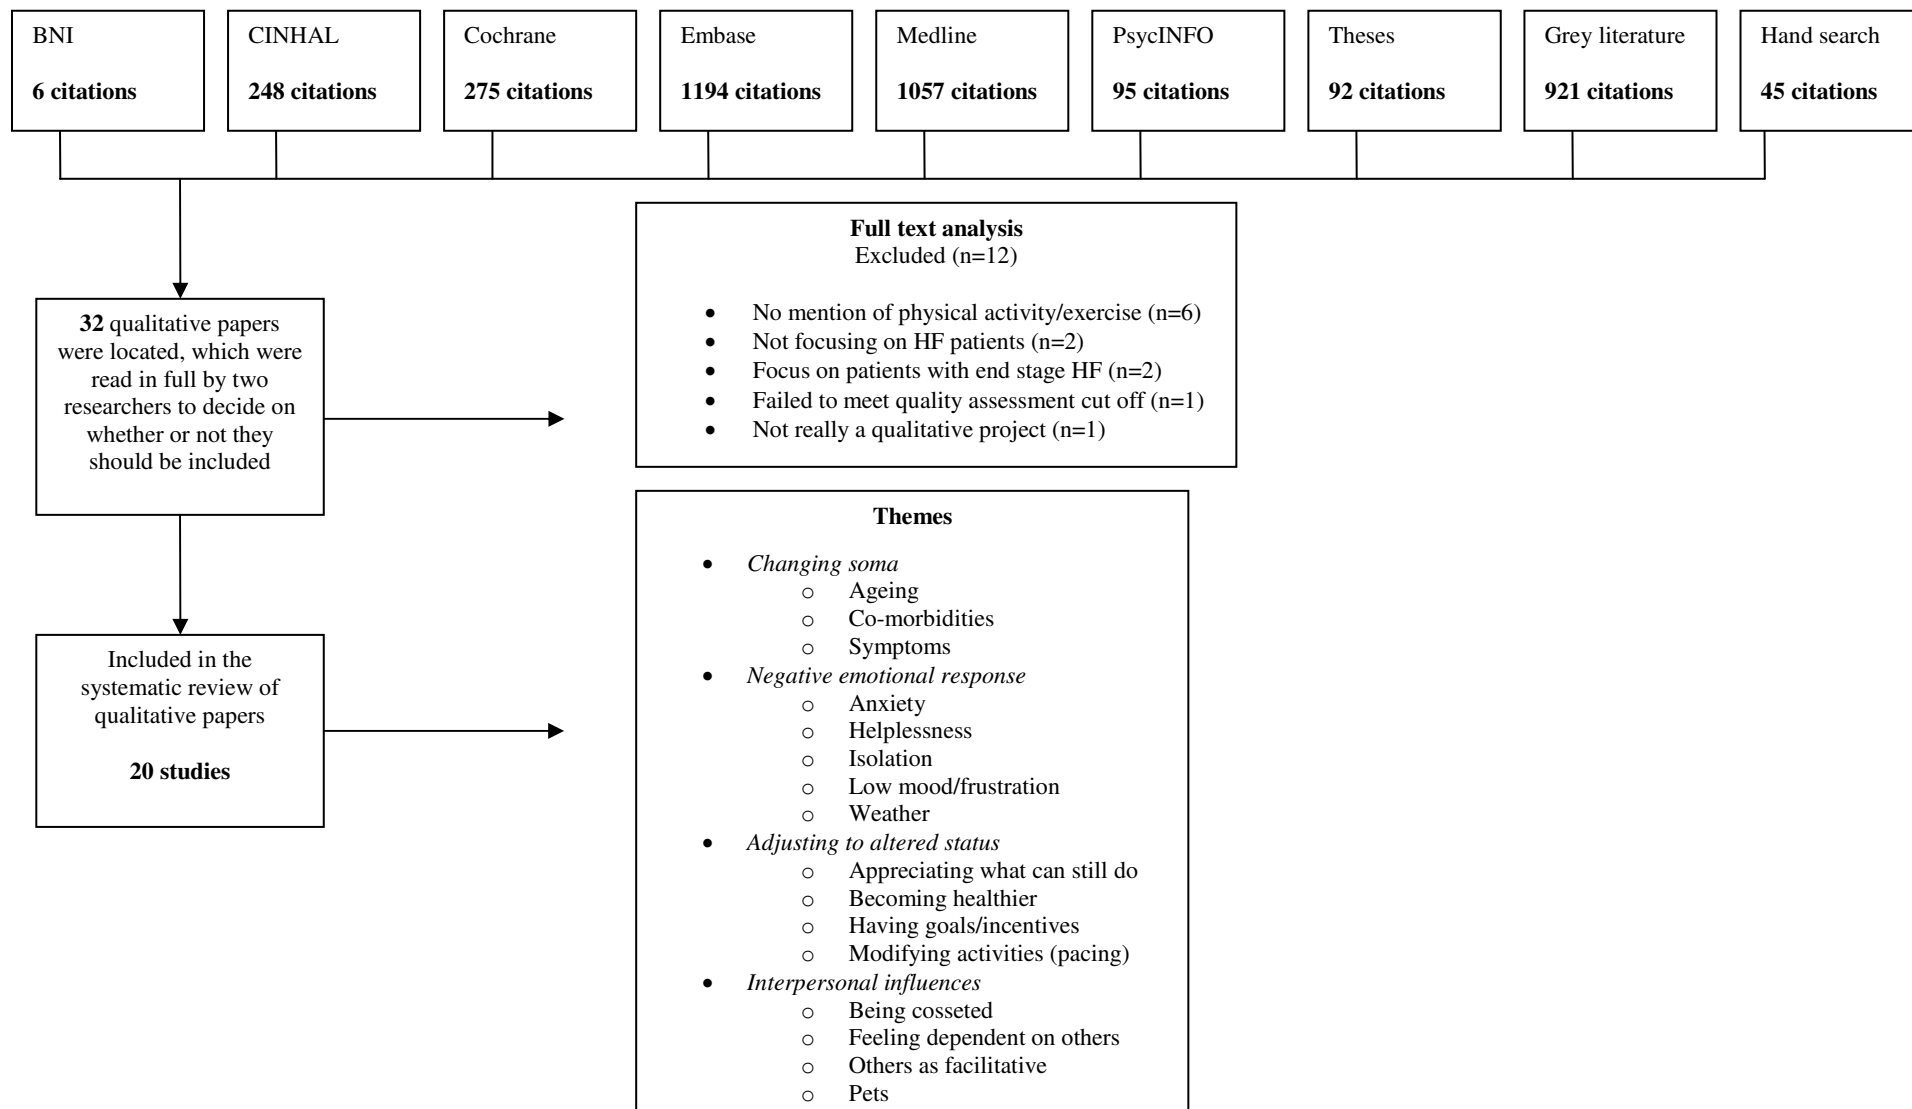 BNI
6 citations
CINHAL
248 citations
Cochrane
275 citations
Embase
1194 citations
Medline
1057 citations
PsycINFO
95 citations
Theses
92 citations
Grey literature
921 citations
Hand search
45 citations
32 qualitative papers
were located, which were
read in full by two
researchers to decide on
whether or not they
should be included
Full text analysis
Excluded (n=12)
• No mention of physical activity/exercise (n=6)
• Not focusing on HF patients (n=2)
• Focus on patients with end stage HF (n=2)
• Failed to meet quality assessment cut off (n=1)
• Not really a qualitative project (n=1)
Included in the
systematic review of
qualitative papers
20 studies
Themes
• Changing soma
o Ageing
o Co-morbidities
o Symptoms
• Negative emotional response
o Anxiety
o Helplessness
o Isolation
o Low mood/frustration
o Weather
• Adjusting to altered status
o Appreciating what can still do
o Becoming healthier
o Having goals/incentives
o Modifying activities (pacing)
• Interpersonal influences
o Being cosseted
o Feeling dependent on others
o Others as facilitative
o Pets